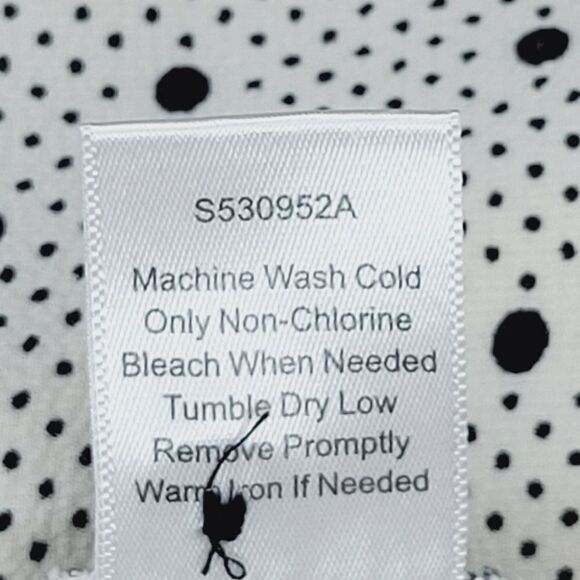 S530952A
Machine Wash Cold
Only Non-Chlorine
Bleach When Needed
Tumble Dry Low
Remove Promptly
Warm Iron If Needed